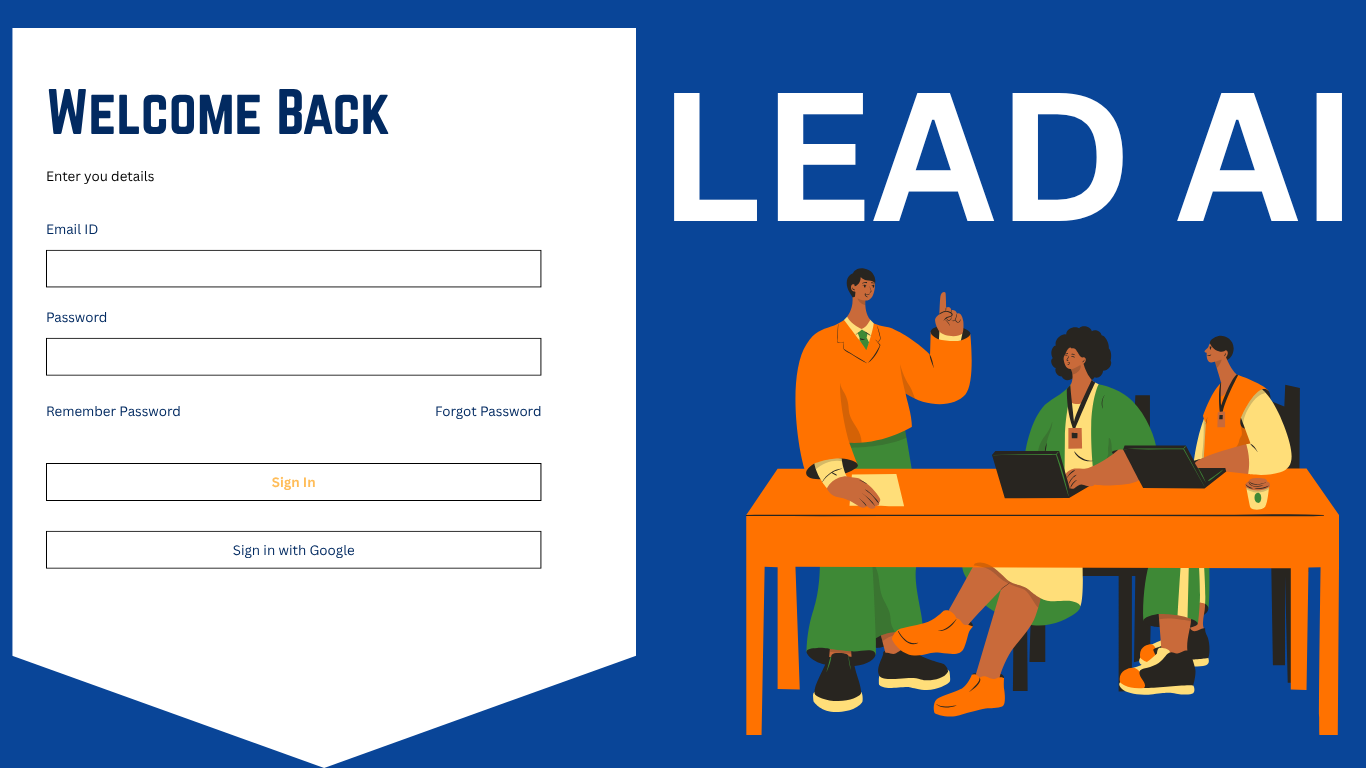 Welcome Back
Enter you details
Email ID
Password
Remember Password
Forgot Password
Sign In
Sign in with Google
LEAD AI